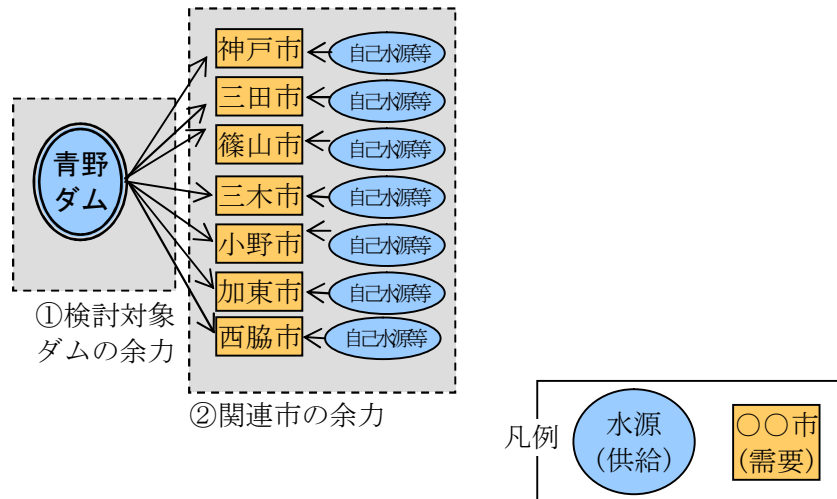 神戸市
自己水源等
三田市
自己水源等
篠山市
自己水源等
三木市
自己水源等
小野市
自己水源等
加東市
自己水源等
西脇市
自己水源等
青野
ダム
①検討対象
ダムの余力
②関連市の余力
凡例
水源
(供給)
○○市
(需要)